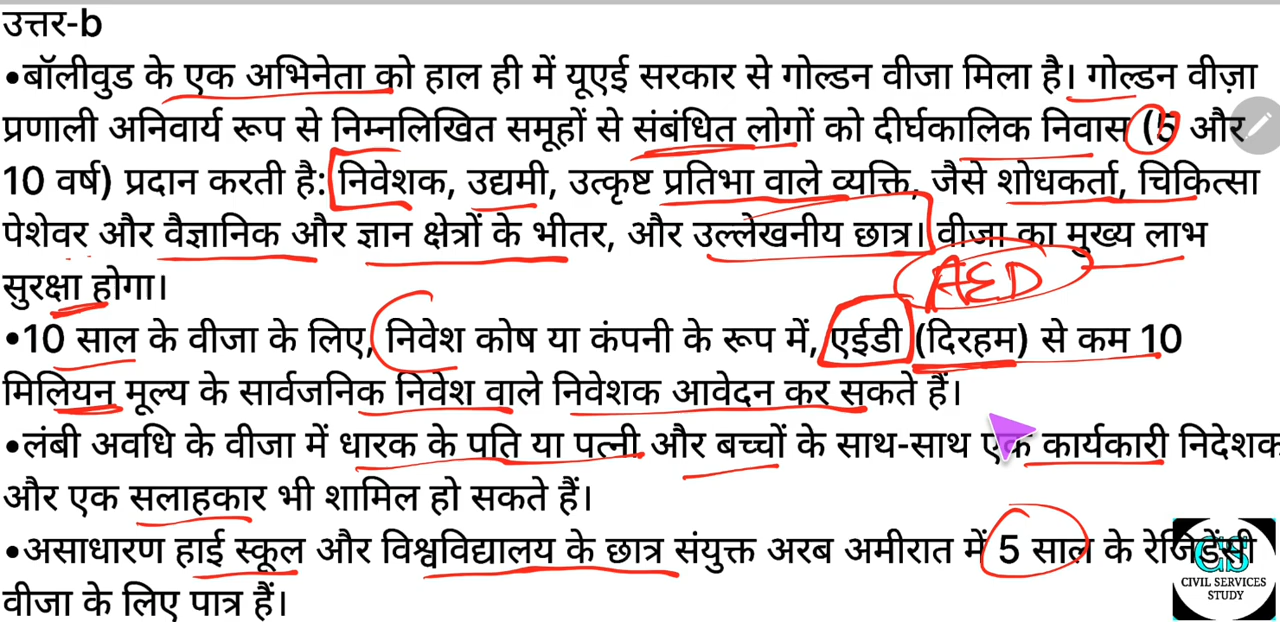 उत्तर-b
•बॉलीवुड के एक अभिनेता को हाल ही में यूएई सरकार से गोल्डन वीजा मिला है। गोल्डन वीज़ा
प्रणाली अनिवार्य रूप से निम्नलिखित समूहों से संबंधित लोगों को दीर्घकालिक निवास (5 और
10 वर्ष) प्रदान करती है: निवेशक, उद्यमी, उत्कृष्ट प्रतिभा वाले व्यक्ति, जैसे शोधकर्ता, चिकित्सा
पेशेवर और वैज्ञानिक और ज्ञान क्षेत्रों के भीतर, और उल्लेखनीय छात्र। वीजा का मुख्य लाभ
सुरक्षा होगा।
AED
•10 साल के वीजा के लिए, निवेश कोष या कंपनी के रूप में, एईडी (दिरहम) से कम 10
मिलियन मूल्य के सार्वजनिक निवेश वाले निवेशक आवेदन कर सकते हैं।
•लंबी अवधि के वीजा में धारक के पति या पत्नी और बच्चों के साथ-साथ एक कार्यकारी निदेशक
और एक सलाहकार भी शामिल हो सकते हैं।
•असाधारण हाई स्कूल और विश्वविद्यालय के छात्र संयुक्त अरब अमीरात में 5 साल के रेजिडेंसी
वीजा के लिए पात्र हैं।
GS
CIVIL SERVICES
STUDY